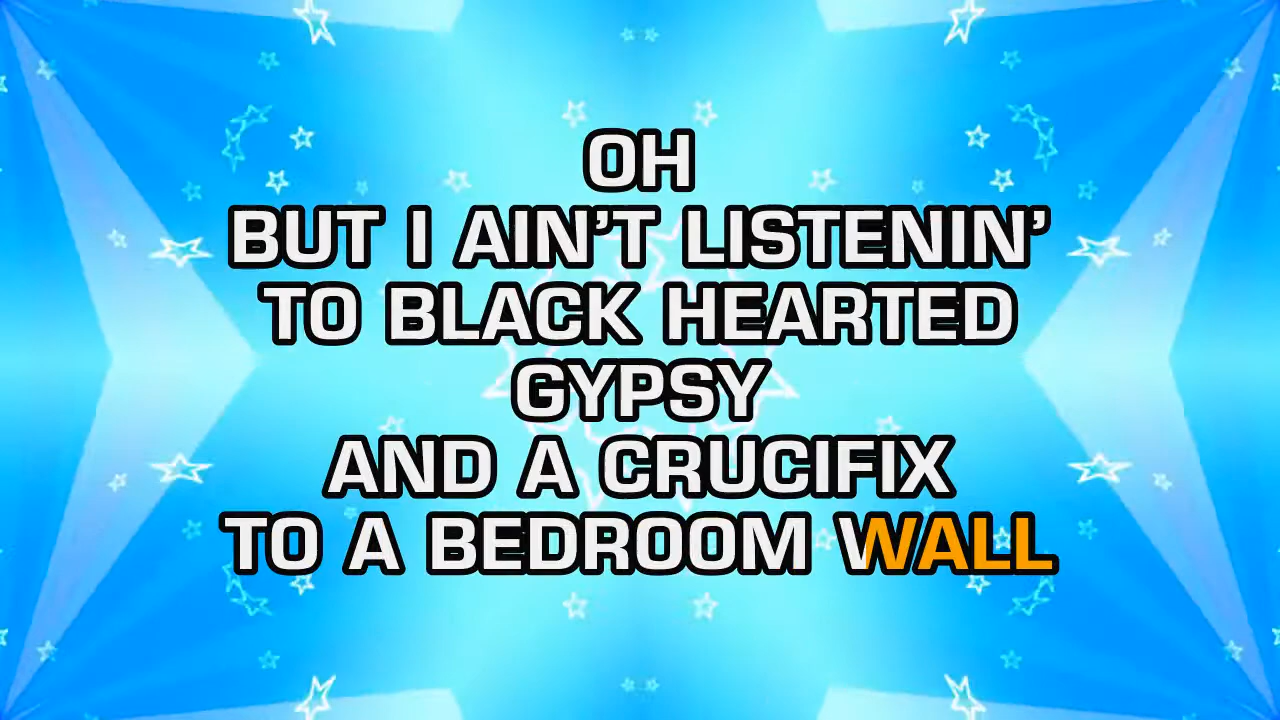 OH
BUT I AIN’T LISTENIN’
TO BLACK HEARTED
GYPSY
AND A CRUCIFIX
TO A BEDROOM WALL